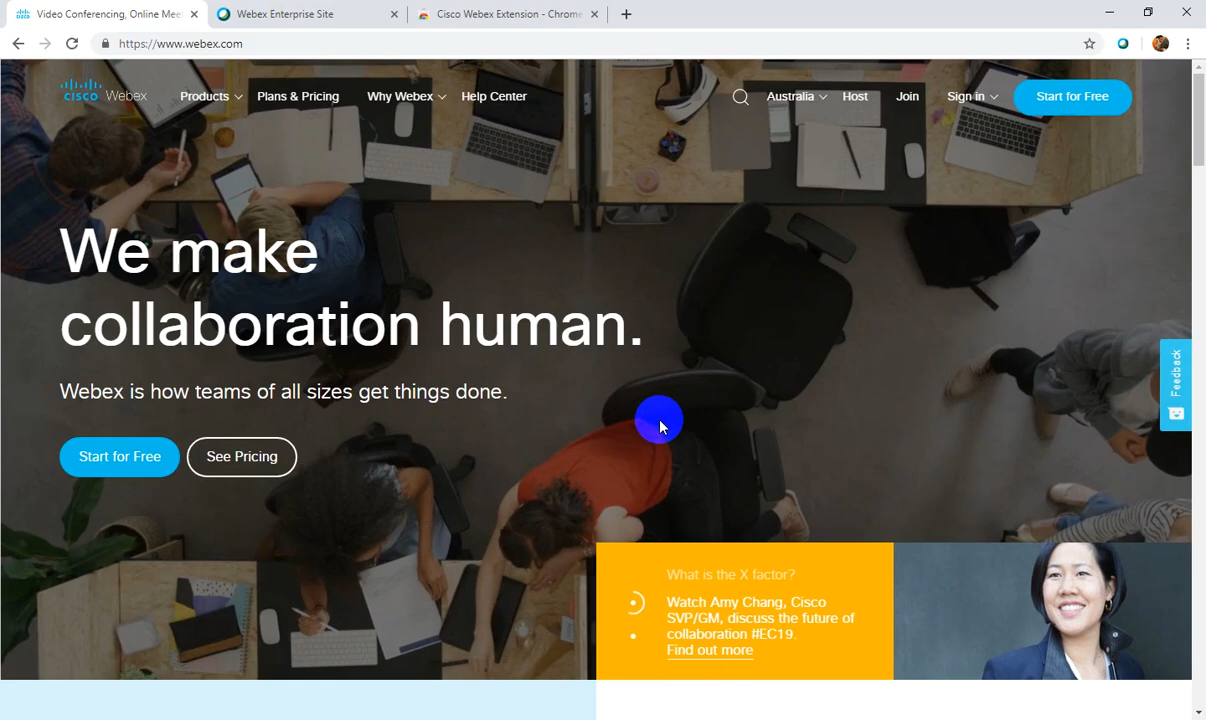 Video Conferencing, Online Mee
Webex Enterprise Site
Cisco Webex Extension - Chrome
https://www.webex.com
CISCO Webex
Products
Plans & Pricing
Why Webex
Help Center
Australia
Host
Join
Sign in
Start for Free
We make
collaboration human.
Webex is how teams of all sizes get things done.
Start for Free
See Pricing
Feedback
What is the X factor?
Watch Amy Chang, Cisco
SVP/GM, discuss the future of
collaboration #EC19.
Find out more